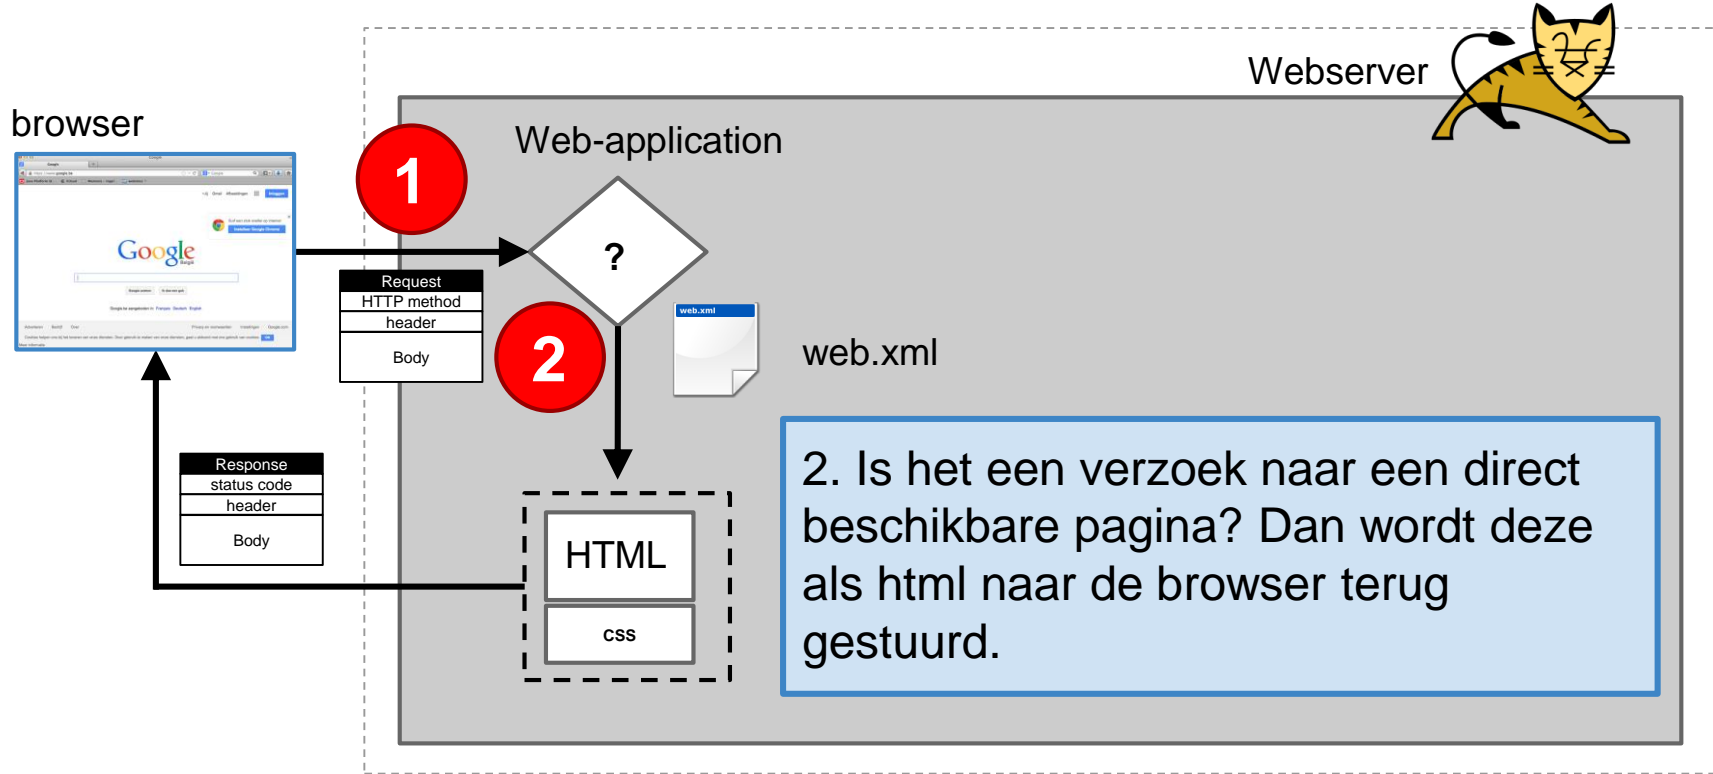 Webserver
browser
Web-application
1
?
Request
HTTP method
header
Body
2
web.xml
web.xml
Response
status code
header
Body
HTML
css
2. Is het een verzoek naar een direct
beschikbare pagina? Dan wordt deze
als html naar de browser terug
gestuurd.
Google